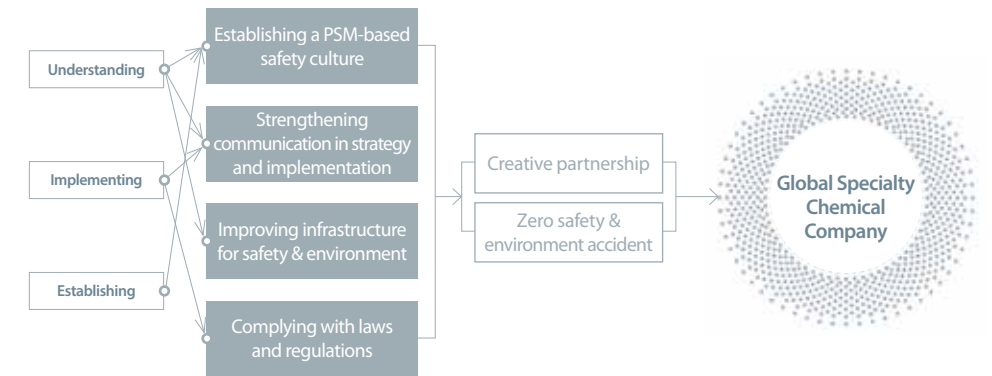 Understanding
Implementing
Establishing
Establishing a PSM-based
safety culture
Strengthening
communication in strategy
and implementation
Improving infrastructure
for safety & environment
Complying with laws
and regulations
Creative partnership
Zero safety &
environment accident
Global Specialty
Chemical
Company